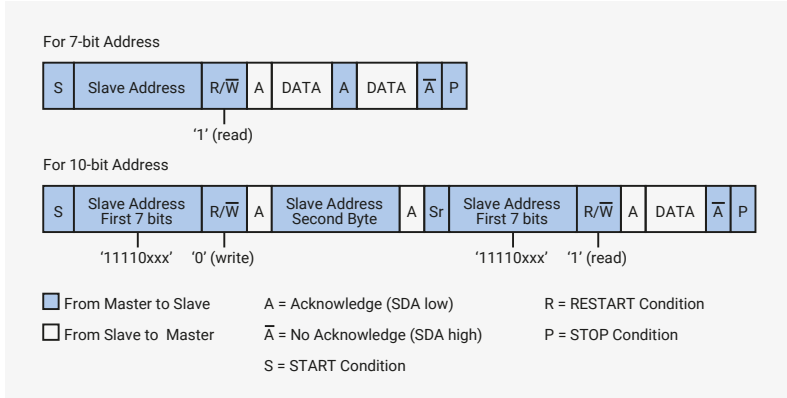 For 7-bit Address
S Slave Address R/W̅ A DATA A DATA A̅ P
‘1’ (read)
For 10-bit Address
S Slave Address First 7 bits R/W̅ A Slave Address Second Byte A Sr Slave Address First 7 bits R/W̅ A DATA A̅ P
‘11110xxx’ ‘0’ (write) ‘11110xxx’ ‘1’ (read)
From Master to Slave A = Acknowledge (SDA low) R = RESTART Condition
From Slave to Master A̅ = No Acknowledge (SDA high) P = STOP Condition
S = START Condition